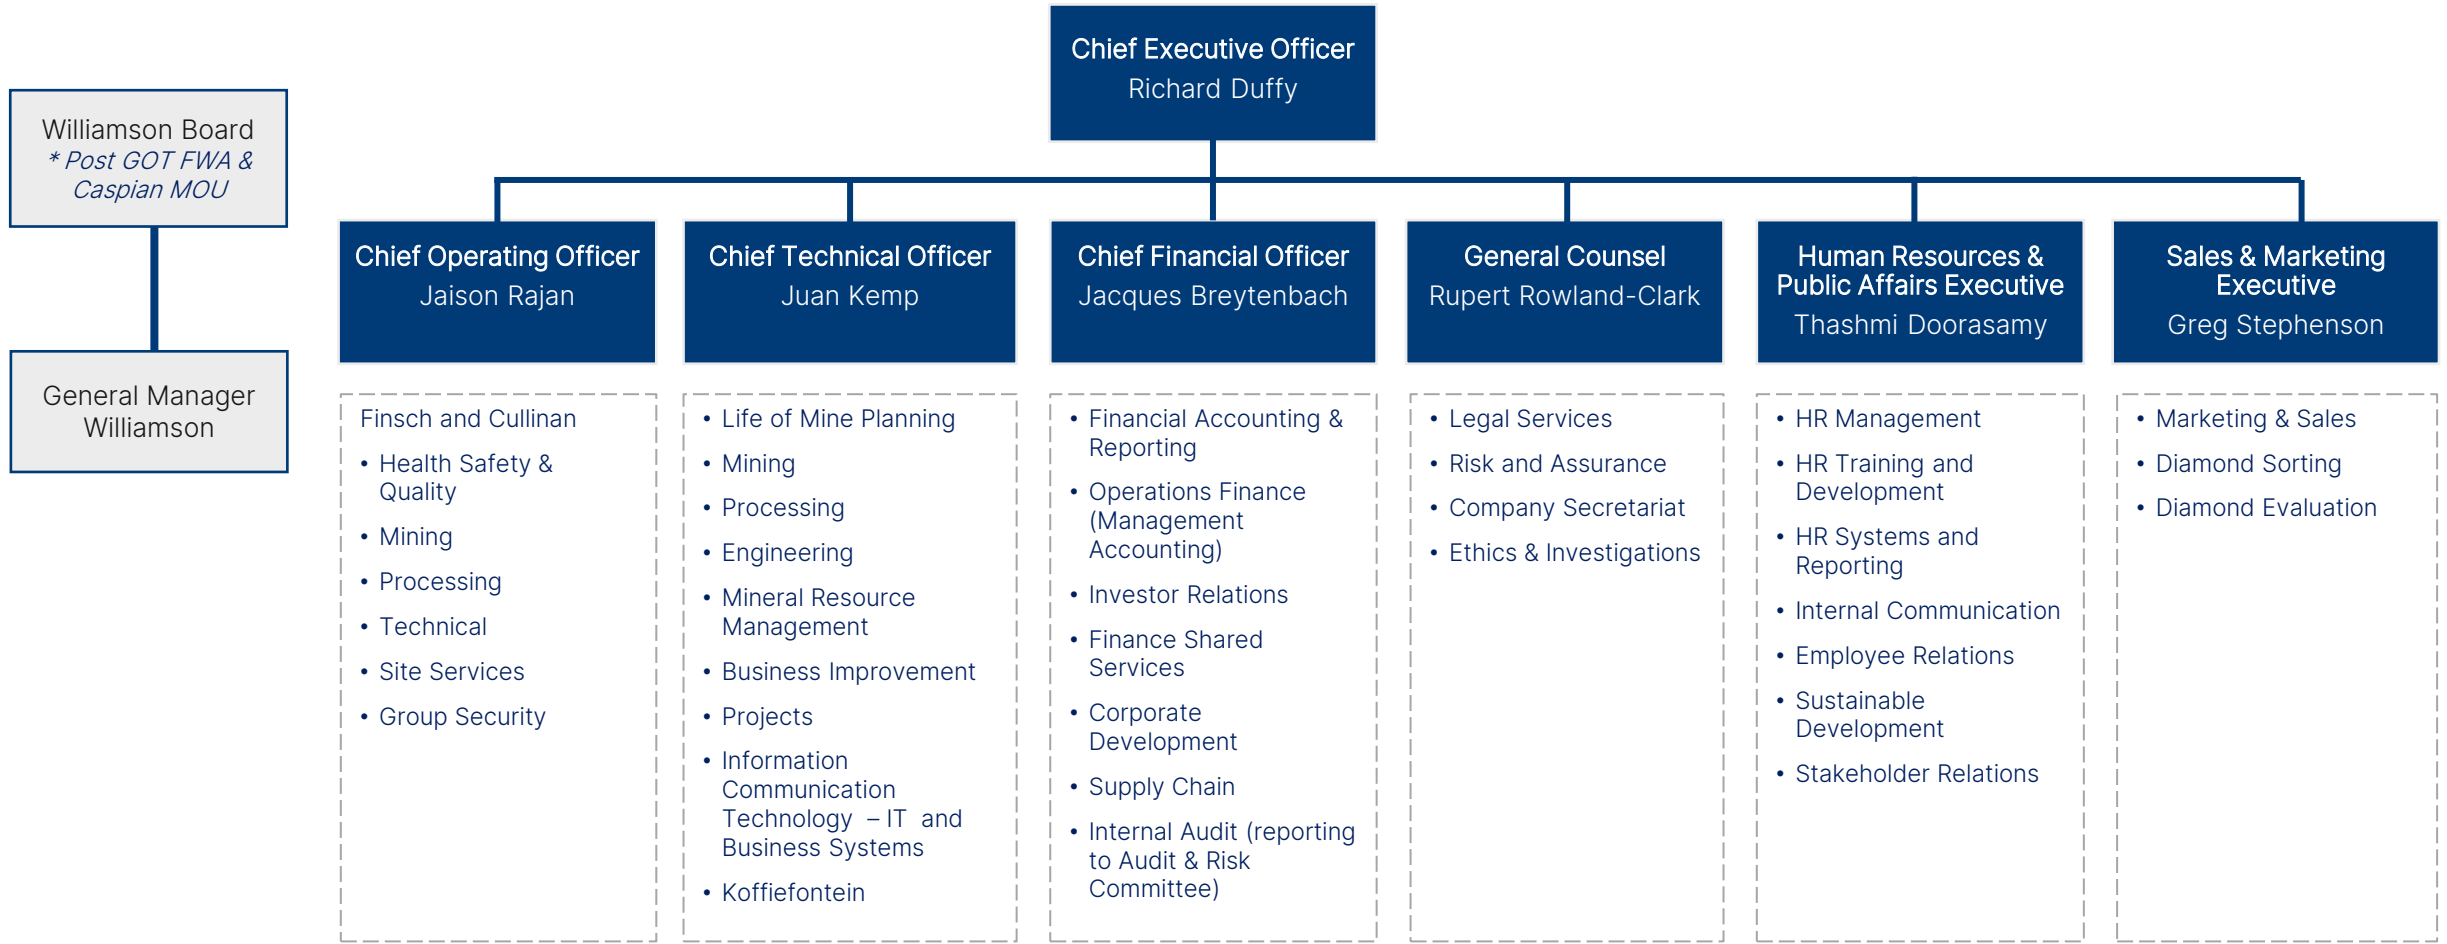 Chief Executive Officer
Richard Duffy
Williamson Board
* Post GOT FWA &
Caspian MOU
General Manager
Williamson
Chief Operating Officer
Jaison Rajan
Chief Technical Officer
Juan Kemp
Chief Financial Officer
Jacques Breytenbach
General Counsel
Rupert Rowland-Clark
Human Resources &
Public Affairs Executive
Thashmi Doorasamy
Sales & Marketing
Executive
Greg Stephenson
Finsch and Cullinan
• Health Safety &
Quality
• Mining
• Processing
• Technical
• Site Services
• Group Security
• Life of Mine Planning
• Mining
• Processing
• Engineering
• Mineral Resource
Management
• Business Improvement
• Projects
• Information
Communication
Technology – IT and
Business Systems
• Koffiefontein
• Financial Accounting &
Reporting
• Operations Finance
(Management
Accounting)
• Investor Relations
• Finance Shared
Services
• Corporate
Development
• Supply Chain
• Internal Audit (reporting
to Audit & Risk
Committee)
• Legal Services
• Risk and Assurance
• Company Secretariat
• Ethics & Investigations
• HR Management
• HR Training and
Development
• HR Systems and
Reporting
• Internal Communication
• Employee Relations
• Sustainable
Development
• Stakeholder Relations
• Marketing & Sales
• Diamond Sorting
• Diamond Evaluation